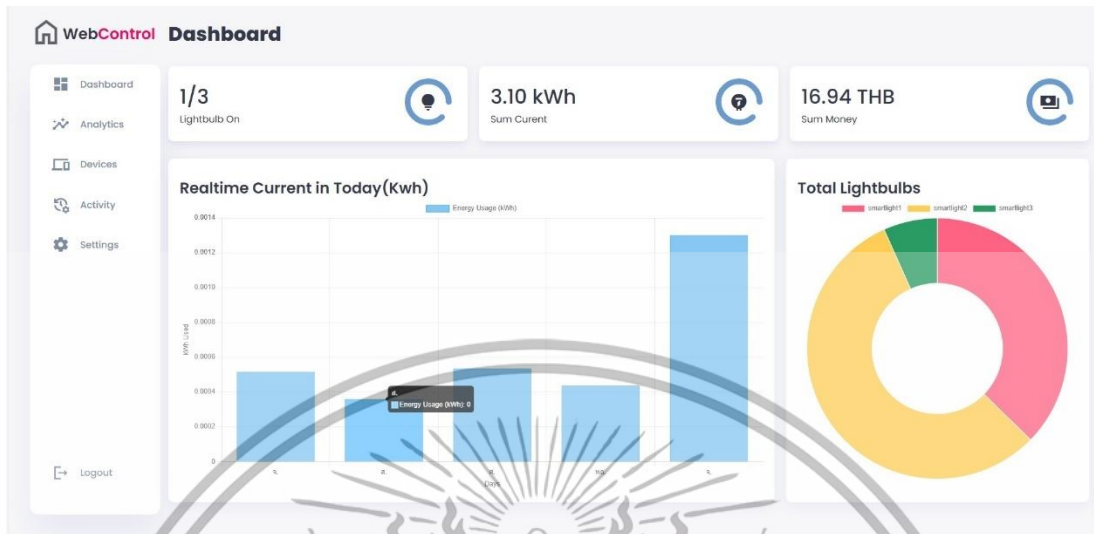 WebControl
Dashboard
Dashboard
Analytics
Devices
Activity
Settings
Logout
1/3
Lightbulb On
3.10 kWh
Sum Curent
16.94 THB
Sum Money
Realtime Current in Today(Kwh)
Energy Usage (kWh)
0.0014
0.0012
0.0010
0.0008
0.0006
0.0004
0.0002
0
kWh Used
Energy Usage (kWh): 0
Days
Total Lightbulbs
smartlight1 smartlight2 smartlight3